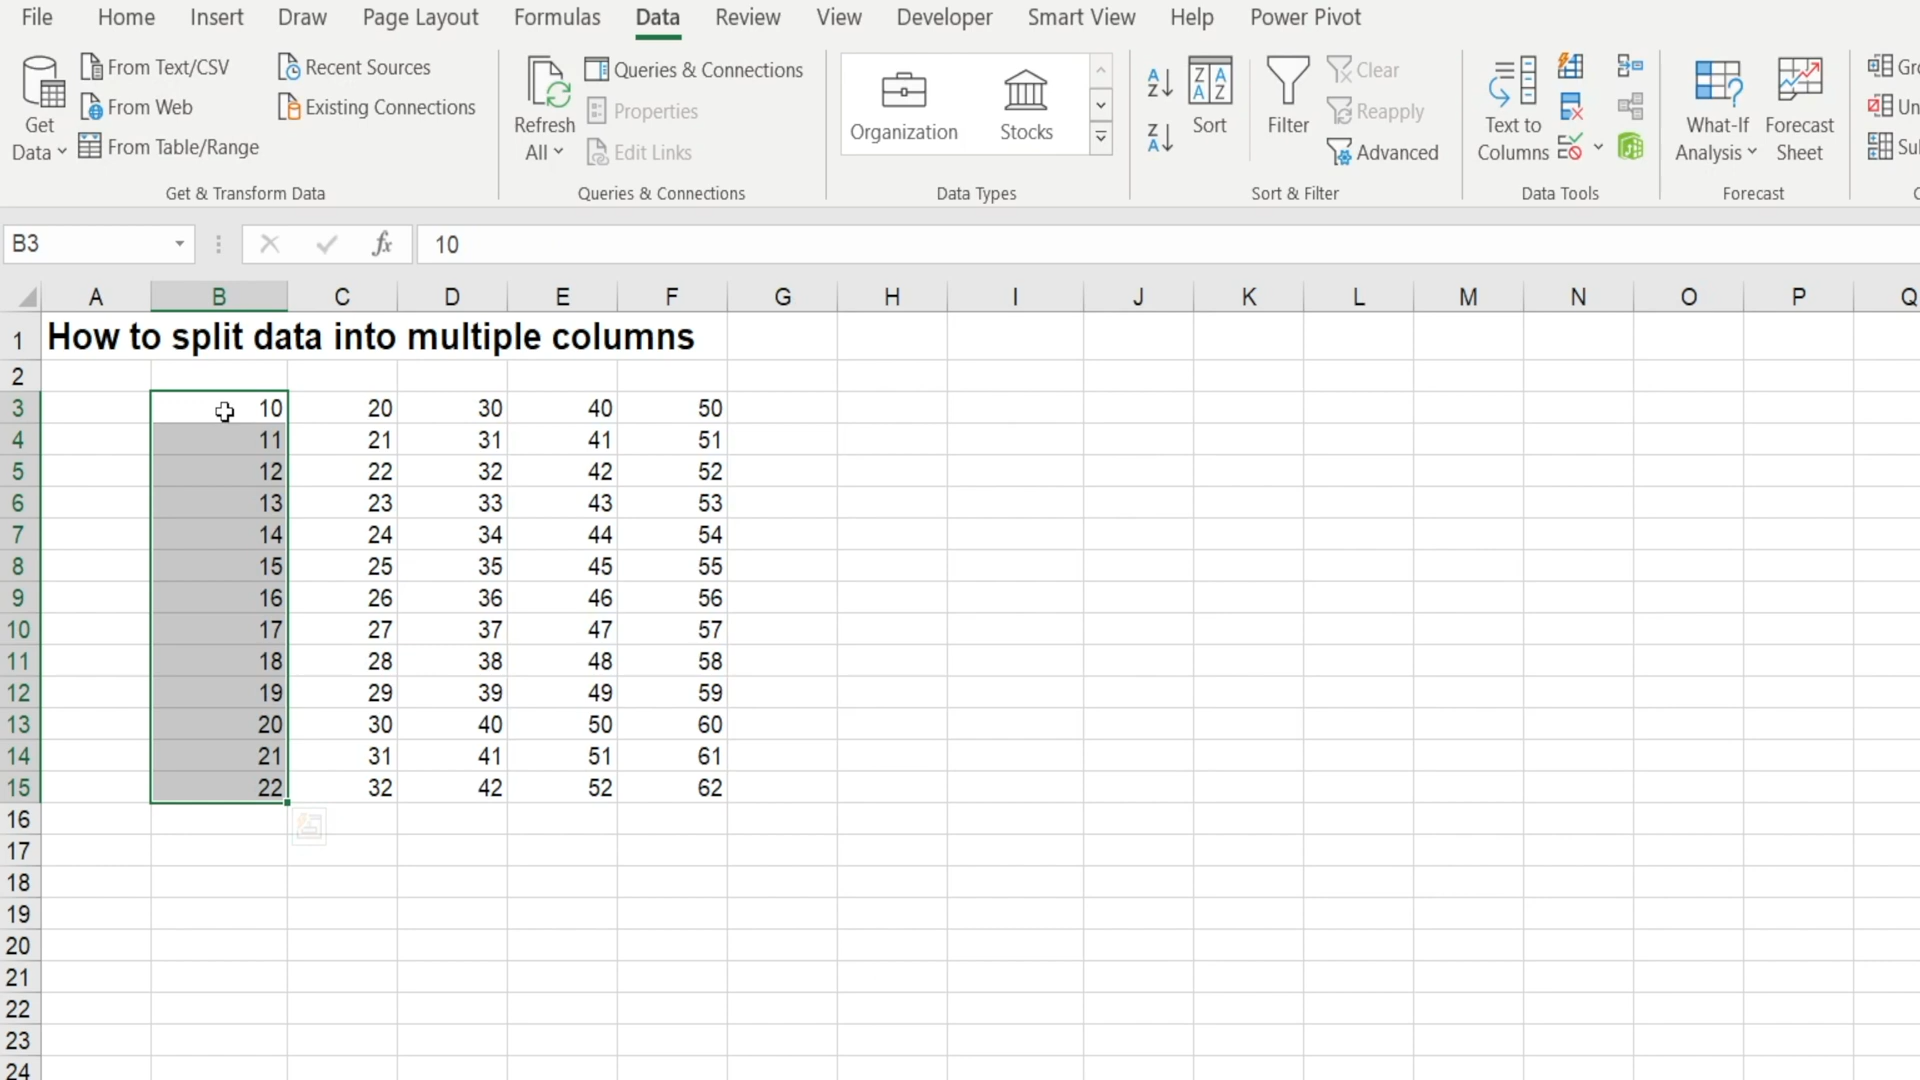 File Home Insert Draw Page Layout Formulas Data Review View Developer Smart View Help Power Pivot
Get Data
From Text/CSV
From Web
From Table/Range
Recent Sources
Existing Connections
Get & Transform Data
Refresh All
Queries & Connections
Properties
Edit Links
Queries & Connections
Organization
Stocks
Data Types
Sort
Filter
Clear
Reapply
Advanced
Sort & Filter
Text to Columns
Data Tools
What-If Analysis
Forecast Sheet
Forecast
B3 fx 10
A B C D E F G H I J K L M N O P Q
1 How to split data into multiple columns
2
3 10 20 30 40 50
4 11 21 31 41 51
5 12 22 32 42 52
6 13 23 33 43 53
7 14 24 34 44 54
8 15 25 35 45 55
9 16 26 36 46 56
10 17 27 37 47 57
11 18 28 38 48 58
12 19 29 39 49 59
13 20 30 40 50 60
14 21 31 41 51 61
15 22 32 42 52 62
16
17
18
19
20
21
22
23
24